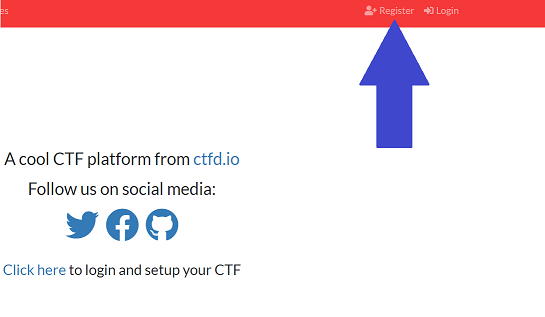 es Register Login
A cool CTF platform from ctfd.io
Follow us on social media:
Click here to login and setup your CTF